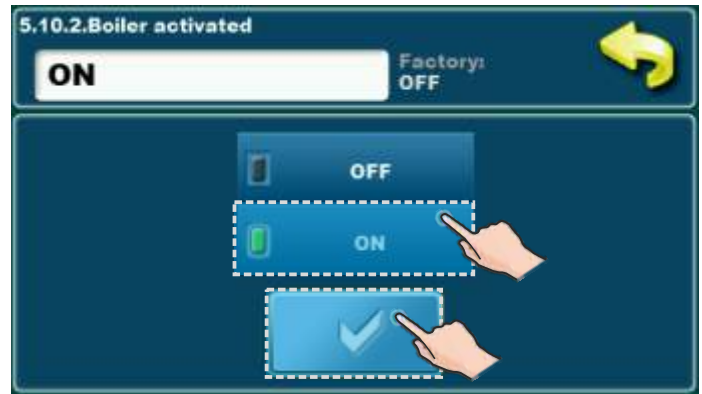 5.10.2.Boiler activated
ON
Factory:
OFF
OFF
ON